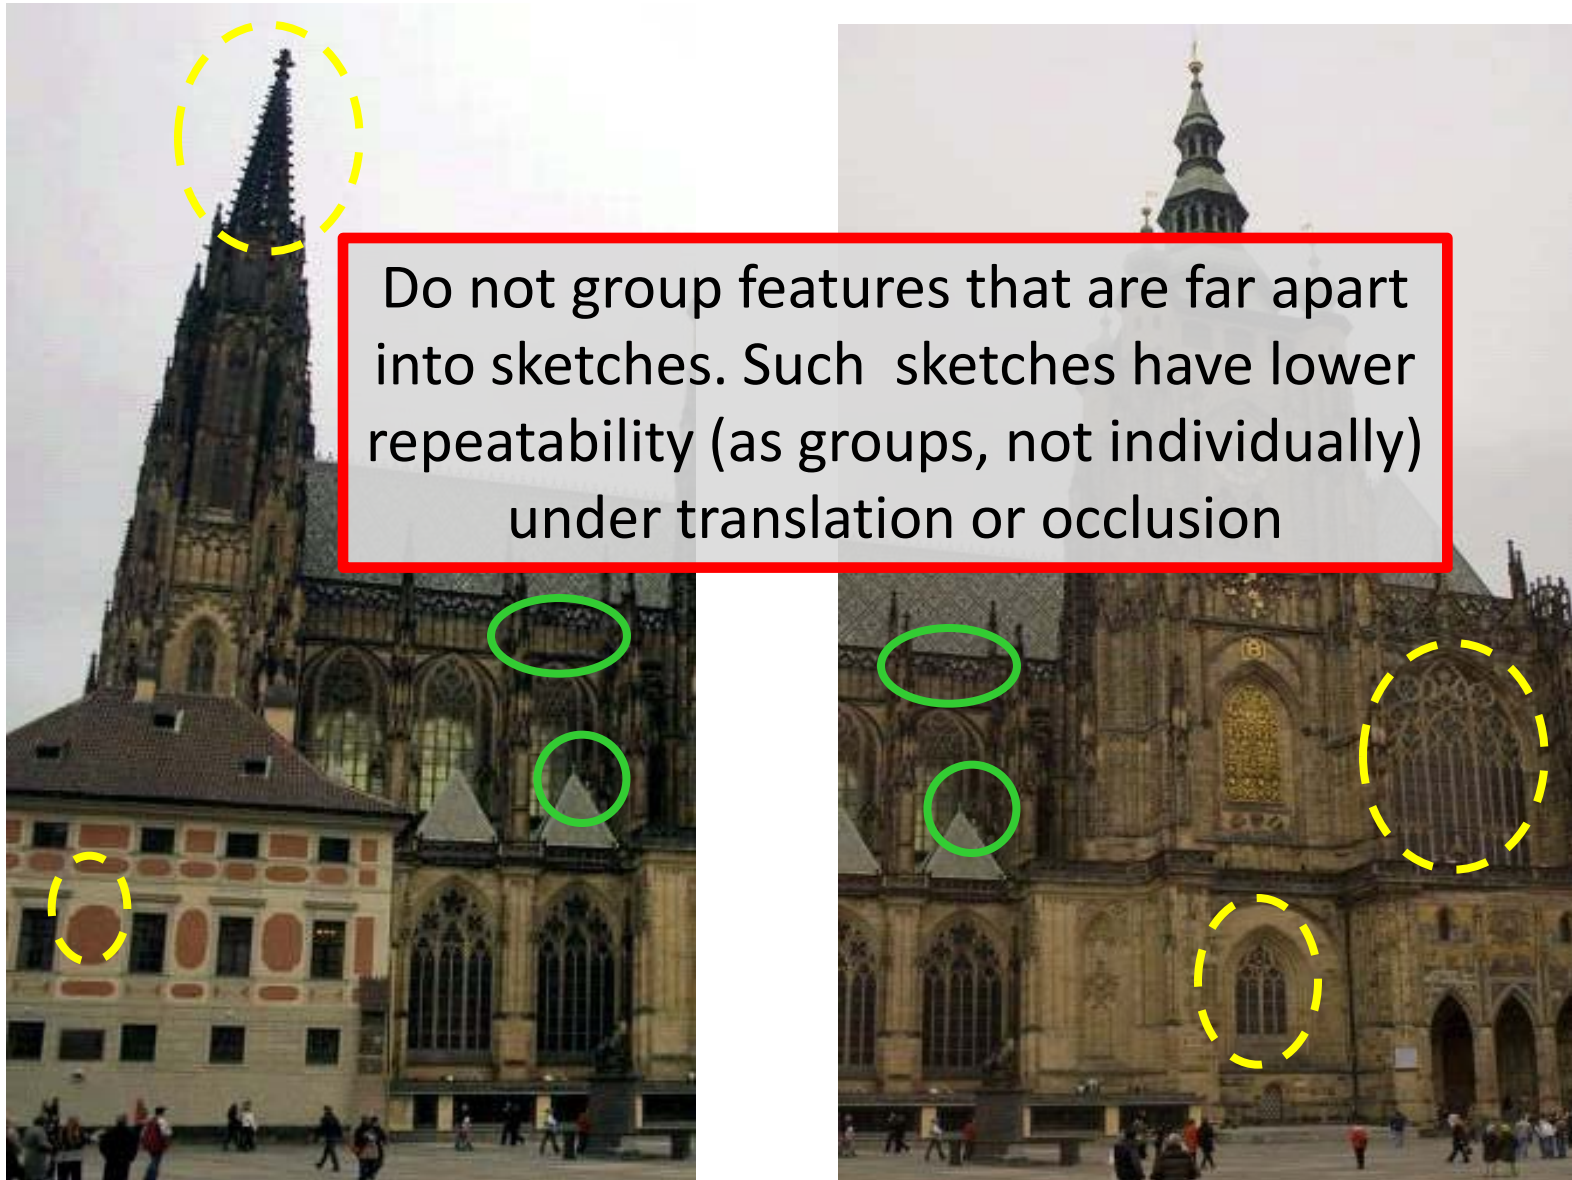 Do not group features that are far apart
into sketches. Such  sketches have lower
repeatability (as groups, not individually)
under translation or occlusion